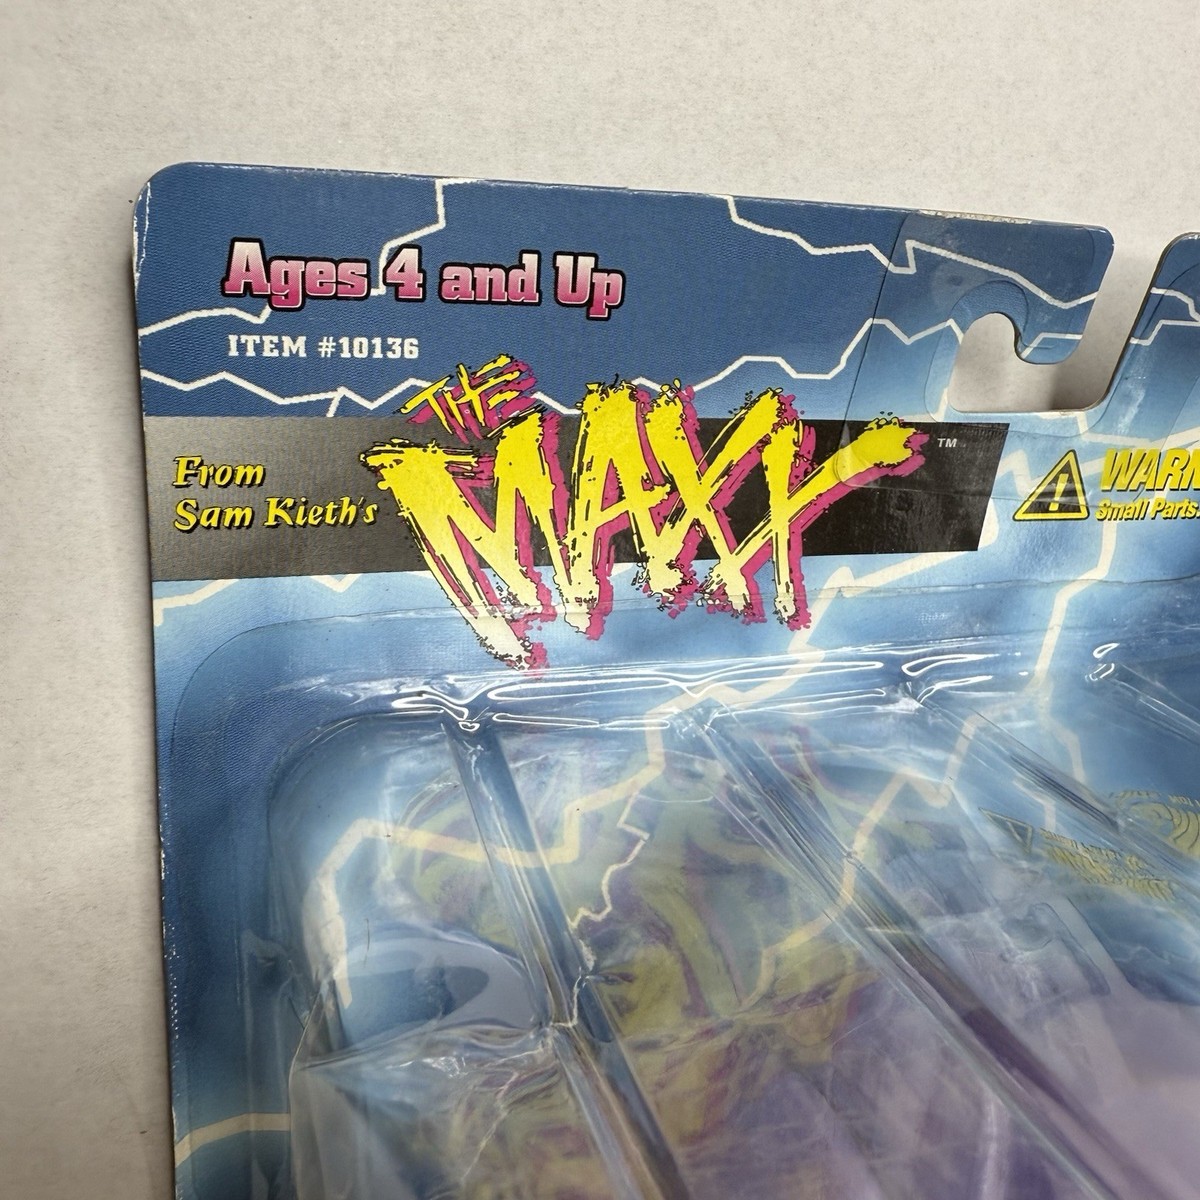 Ages 4 and Up
ITEM #10136
THE
MAXX
TM
From
Sam Kieth's
WARN
Small Parts.